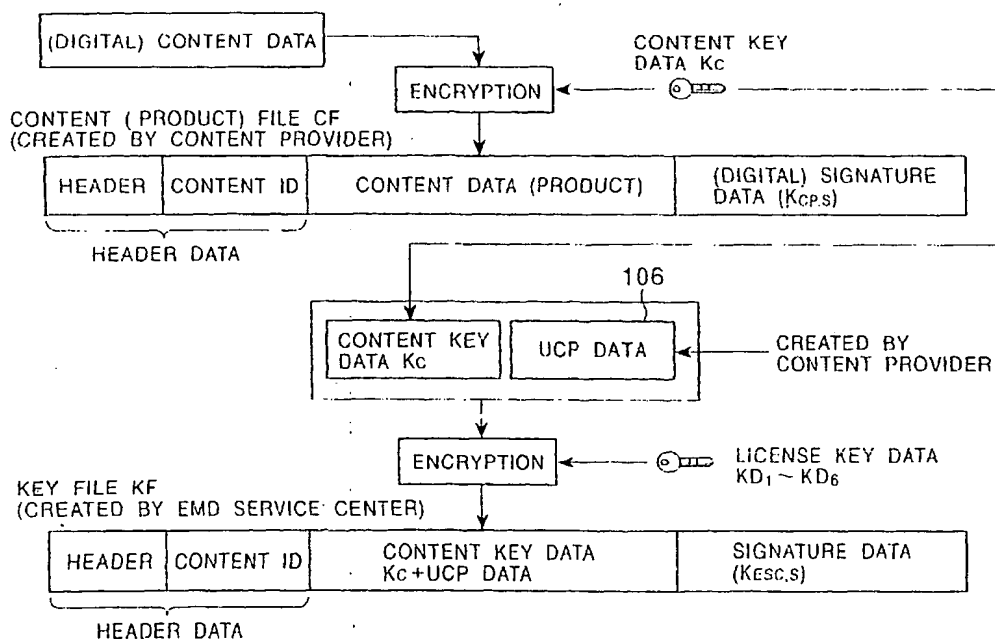 (DIGITAL) CONTENT DATA
CONTENT KEY
DATA Kc
ENCRYPTION
CONTENT (PRODUCT) FILE CF
(CREATED BY CONTENT PROVIDER)
HEADER
CONTENT ID
CONTENT DATA (PRODUCT)
(DIGITAL) SIGNATURE
DATA (KCP,S)
HEADER DATA
106
CONTENT KEY
DATA Kc
UCP DATA
CREATED BY
CONTENT PROVIDER
ENCRYPTION
LICENSE KEY DATA
KD1 ~ KD6
KEY FILE KF
(CREATED BY EMD SERVICE CENTER)
HEADER
CONTENT ID
CONTENT KEY DATA
Kc+UCP DATA
SIGNATURE DATA
(KESC,S)
HEADER DATA